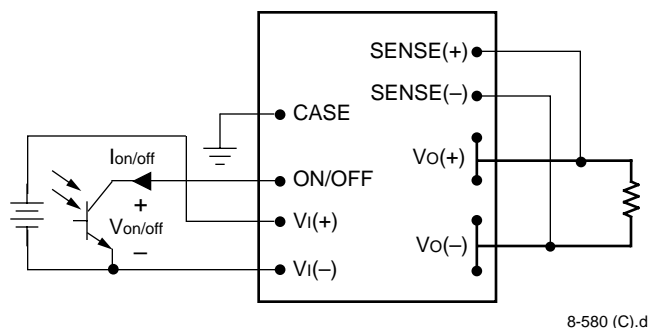 SENSE(+)
SENSE(–)
CASE
Ion/off
VO(+)
ON/OFF
+
Von/off
VI(+)
–
VO(–)
VI(–)
8-580 (C).d